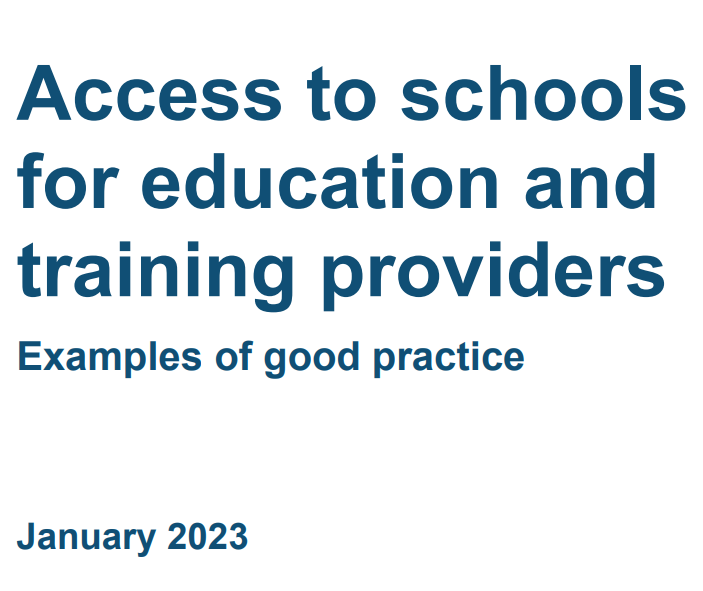 Access to schools
for education and
training providers
Examples of good practice
January 2023